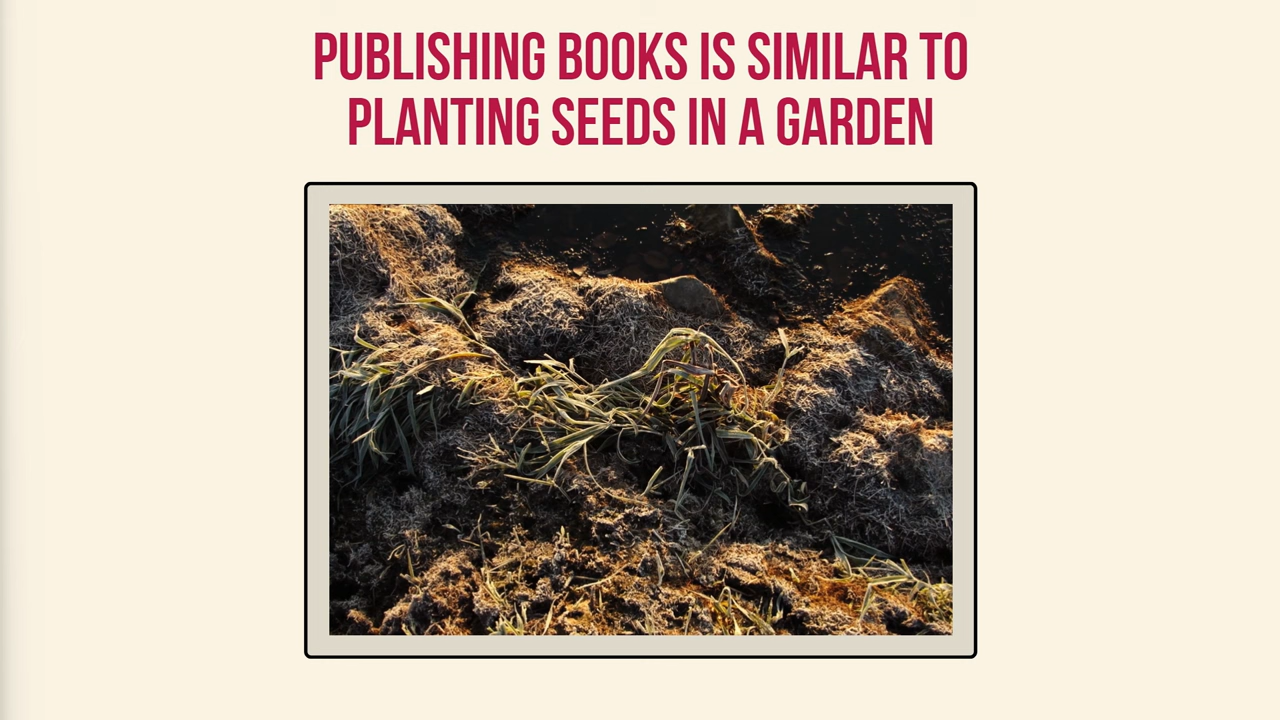 PUBLISHING BOOKS IS SIMILAR TO
PLANTING SEEDS IN A GARDEN